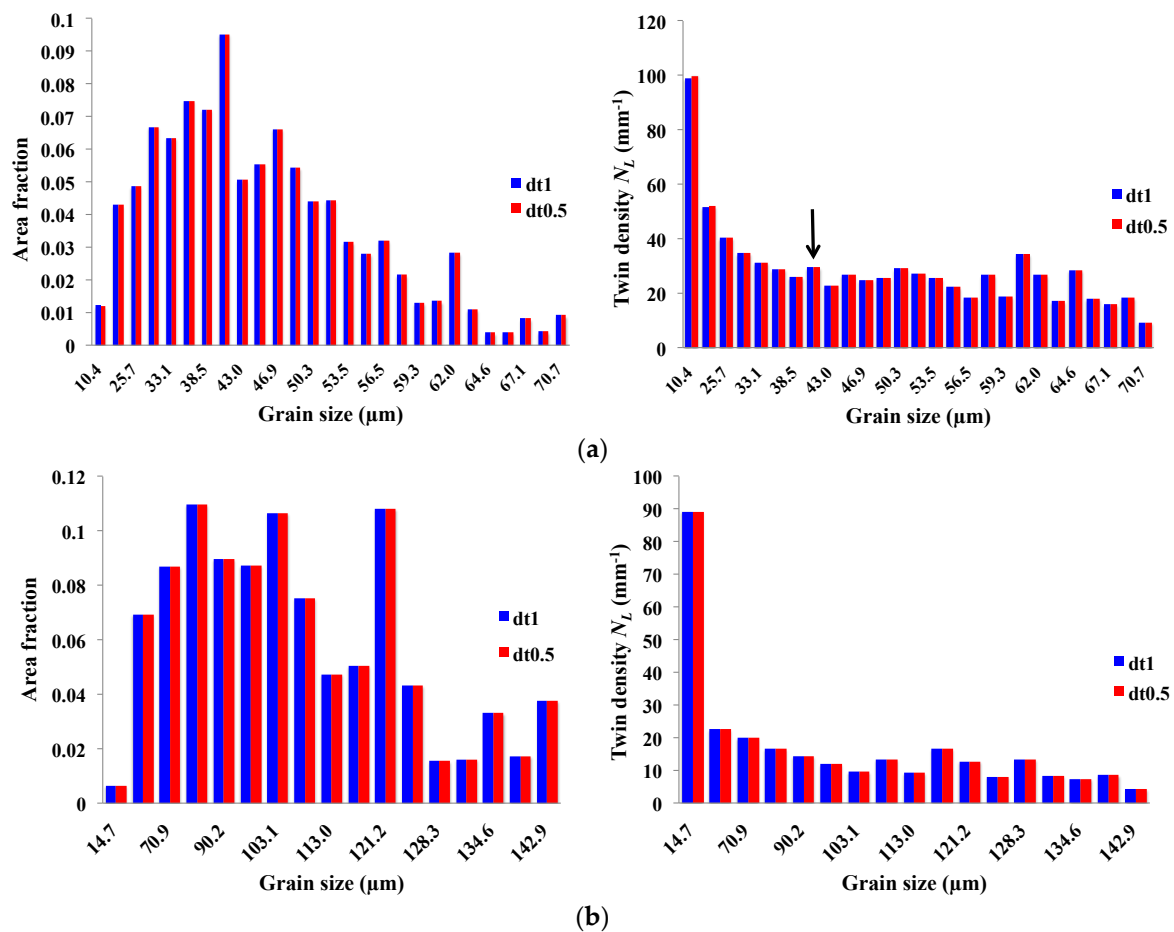 0.1
0.09
0.08
0.07
0.06
0.05
0.04
0.03
0.02
0.01
0
Area fraction
dt1
dt0.5
10.4 25.7 33.1 38.5 43.0 46.9 50.3 53.5 56.5 59.3 62.0 64.6 67.1 70.7
Grain size (µm)
120
100
80
60
40
20
0
Twin density N_L (mm⁻¹)
dt1
dt0.5
10.4 25.7 33.1 38.5 43.0 46.9 50.3 53.5 56.5 59.3 62.0 64.6 67.1 70.7
Grain size (µm)
(a)
0.12
0.1
0.08
0.06
0.04
0.02
0
Area fraction
dt1
dt0.5
14.7 70.9 90.2 103.1 113.0 121.2 128.3 134.6 142.9
Grain size (µm)
100
90
80
70
60
50
40
30
20
10
0
Twin density N_L (mm⁻¹)
dt1
dt0.5
14.7 70.9 90.2 103.1 113.0 121.2 128.3 134.6 142.9
Grain size (µm)
(b)